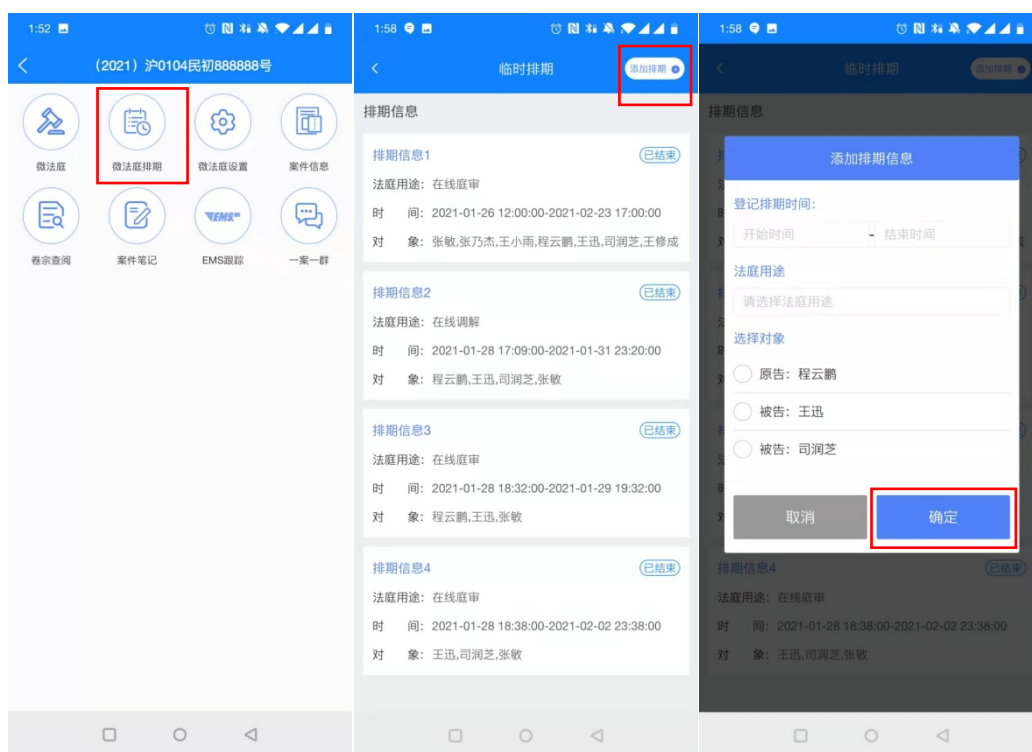 1:52
（2021）沪0104民初888888号
微法庭
微法庭排期
微法庭设置
案件信息
EMS
卷宗查阅
案件笔记
EMS跟踪
一案一群
1:58
临时排期
添加排期
排期信息
排期信息1
已结束
法庭用途：在线庭审
时 间：2021-01-26 12:00:00-2021-02-23 17:00:00
对 象：张敏,张乃杰,王小雨,程云鹏,王迅,司润芝,王修成
排期信息2
已结束
法庭用途：在线调解
时 间：2021-01-28 17:09:00-2021-01-31 23:20:00
对 象：程云鹏,王迅,司润芝,张敏
排期信息3
已结束
法庭用途：在线庭审
时 间：2021-01-28 18:32:00-2021-01-29 19:32:00
对 象：程云鹏,王迅,张敏
排期信息4
已结束
法庭用途：在线庭审
时 间：2021-01-28 18:38:00-2021-02-02 23:38:00
对 象：王迅,司润芝,张敏
1:58
临时排期
添加排期
排期信息
添加排期信息
登记排期时间：
开始时间 - 结束时间
法庭用途
请选择法庭用途
选择对象
原告：程云鹏
被告：王迅
被告：司润芝
取消
确定
排期信息4
已结束
法庭用途：在线庭审
时 间：2021-01-28 18:38:00-2021-02-02 23:38:00
对 象：王迅,司润芝,张敏